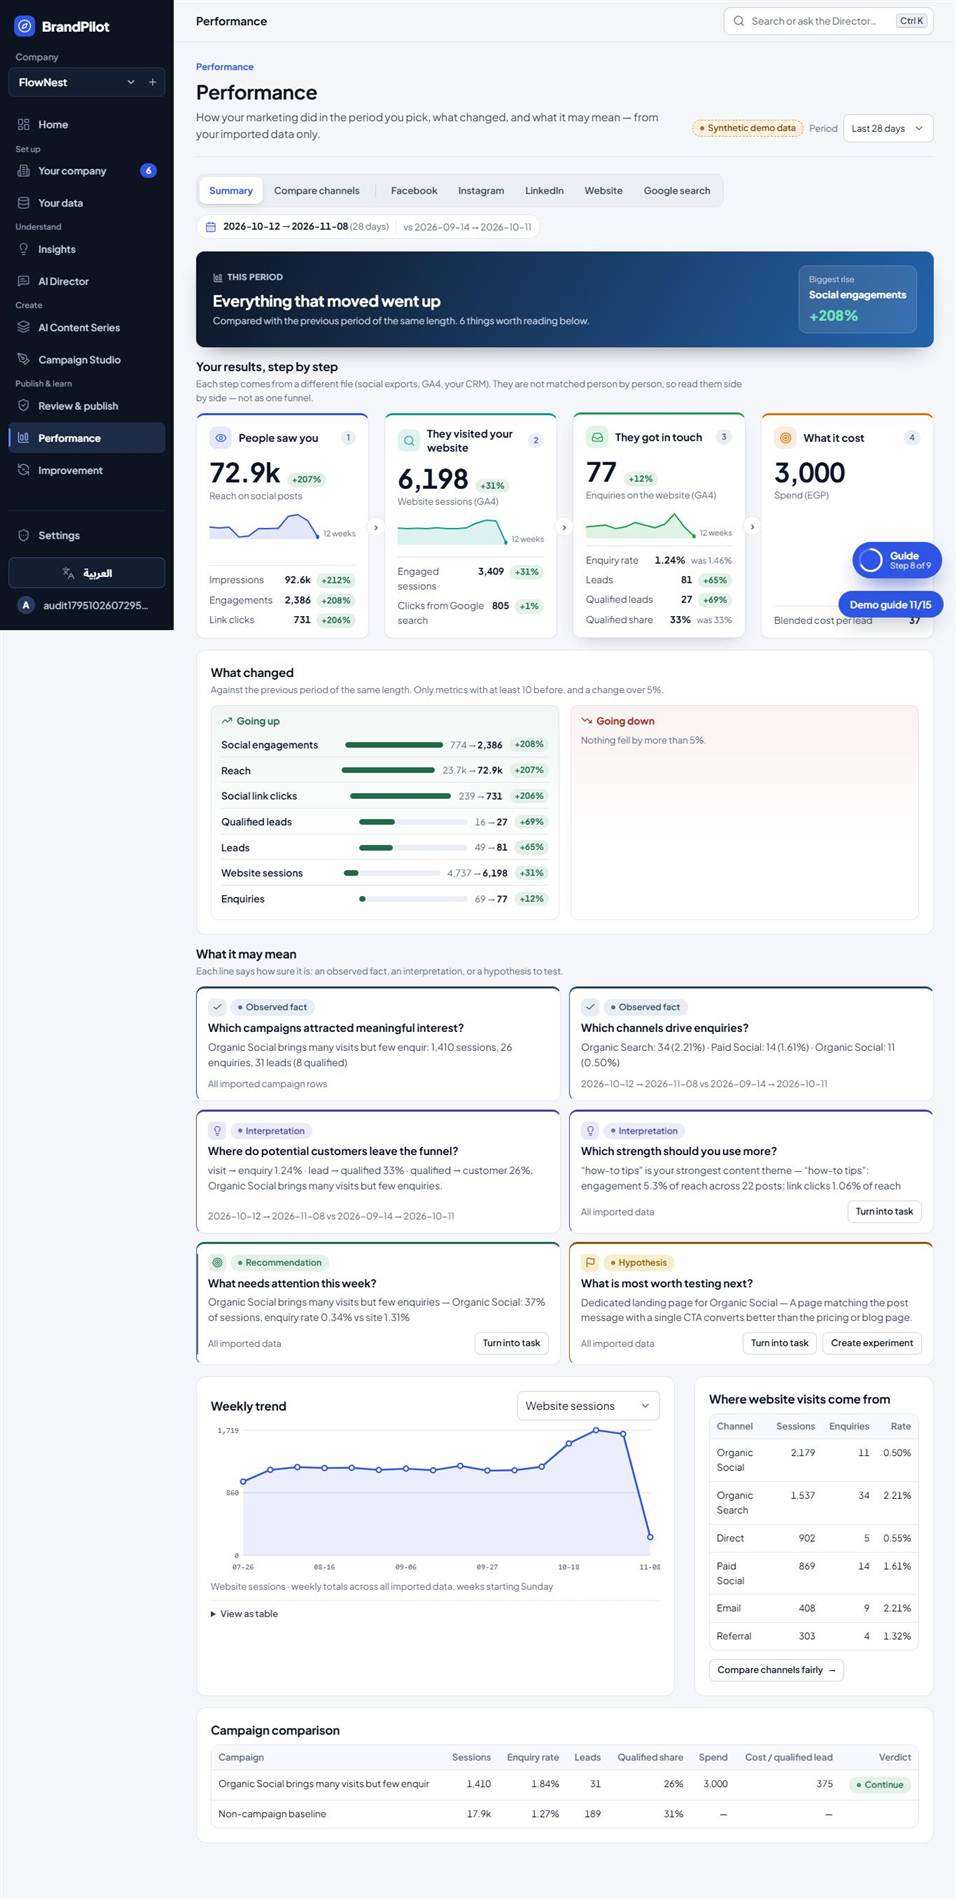 BrandPilot
Company
FlowNest
Home
Set up
Your company 6
Your data
Understand
Insights
AI Director
Create
AI Content Series
Campaign Studio
Publish & learn
Review & publish
Performance
Improvement
Settings
العربية
A audit1795102607295...
Performance
Search or ask the Director... Ctrl K
Performance
Performance
How your marketing did in the period you pick, what changed, and what it may mean — from
your imported data only.
Synthetic demo data Period Last 28 days
Summary Compare channels Facebook Instagram LinkedIn Website Google search
2026-10-12 → 2026-11-08 (28 days) vs 2026-09-14 → 2026-10-11
THIS PERIOD
Everything that moved went up
Compared with the previous period of the same length. 6 things worth reading below.
Biggest rise
Social engagements
+208%
Your results, step by step
Each step comes from a different file (social exports, GA4, your CRM). They are not matched person by person, so read them side
by side — not as one funnel.
People saw you 1
72.9k +207%
Reach on social posts
12 weeks
Impressions 92.6k +212%
Engagements 2,386 +208%
Link clicks 731 +206%
They visited your
website 2
6,198 +31%
Website sessions (GA4)
12 weeks
Engaged
sessions 3,409 +31%
Clicks from Google
search 805 +1%
They got in touch 3
77 +12%
Enquiries on the website (GA4)
12 weeks
Enquiry rate 1.24% was 1.46%
Leads 81 +65%
Qualified leads 27 +69%
Qualified share 33% was 33%
What it cost 4
3,000
Spend (EGP)
Guide
Step 8 of 9
Demo guide 11/15
Blended cost per lead 37
What changed
Against the previous period of the same length. Only metrics with at least 10 before, and a change over 5%.
Going up
Social engagements 774 → 2,386 +208%
Reach 23.7k → 72.9k +207%
Social link clicks 239 → 731 +206%
Qualified leads 16 → 27 +69%
Leads 49 → 81 +65%
Website sessions 4,737 → 6,198 +31%
Enquiries 69 → 77 +12%
Going down
Nothing fell by more than 5%.
What it may mean
Each line says how sure it is: an observed fact, an interpretation, or a hypothesis to test.
Observed fact
Which campaigns attracted meaningful interest?
Organic Social brings many visits but few enquir: 1,410 sessions, 26
enquiries, 31 leads (8 qualified)
All imported campaign rows
Observed fact
Which channels drive enquiries?
Organic Search: 34 (2.21%) · Paid Social: 14 (1.61%) · Organic Social: 11
(0.50%)
2026-10-12 → 2026-11-08 vs 2026-09-14 → 2026-10-11
Interpretation
Where do potential customers leave the funnel?
visit → enquiry 1.24% · lead → qualified 33% · qualified → customer 26%.
Organic Social brings many visits but few enquiries.
2026-10-12 → 2026-11-08 vs 2026-09-14 → 2026-10-11
Interpretation
Which strength should you use more?
"how-to tips" is your strongest content theme — "how-to tips":
engagement 5.3% of reach across 22 posts; link clicks 1.06% of reach
All imported data Turn into task
Recommendation
What needs attention this week?
Organic Social brings many visits but few enquiries — Organic Social: 37%
of sessions, enquiry rate 0.34% vs site 1.31%
All imported data Turn into task
Hypothesis
What is most worth testing next?
Dedicated landing page for Organic Social — A page matching the post
message with a single CTA converts better than the pricing or blog page.
All imported data Turn into task Create experiment
Weekly trend Website sessions
1,719
860
0
07-26 08-16 09-06 09-27 10-18 11-08
Website sessions · weekly totals across all imported data, weeks starting Sunday
View as table
Where website visits come from
Channel Sessions Enquiries Rate
Organic
Social 2,179 11 0.50%
Organic
Search 1,537 34 2.21%
Direct 902 5 0.55%
Paid
Social 869 14 1.61%
Email 408 9 2.21%
Referral 303 4 1.32%
Compare channels fairly →
Campaign comparison
Campaign Sessions Enquiry rate Leads Qualified share Spend Cost / qualified lead Verdict
Organic Social brings many visits but few enquir 1,410 1.84% 31 26% 3,000 375 Continue
Non-campaign baseline 17.9k 1.27% 189 31% — —